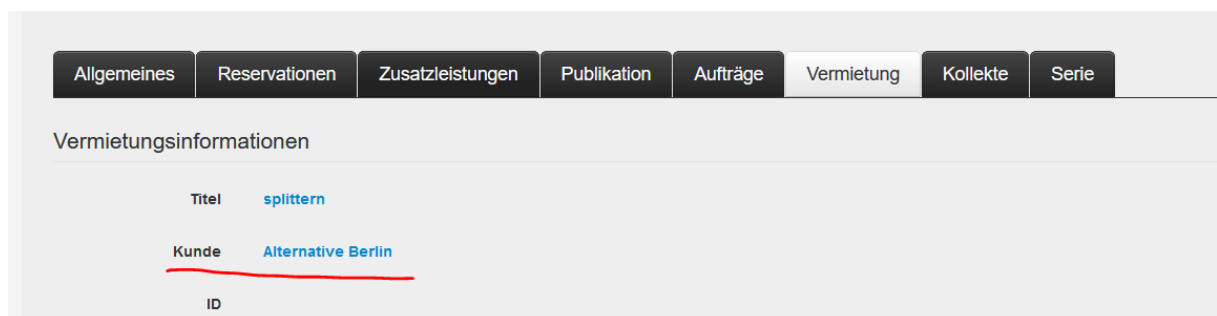 Allgemeines Reservationen Zusatzleistungen Publikation Aufträge Vermietung Kollekte Serie
Vermietungsinformationen
Titel splittern
Kunde Alternative Berlin
ID